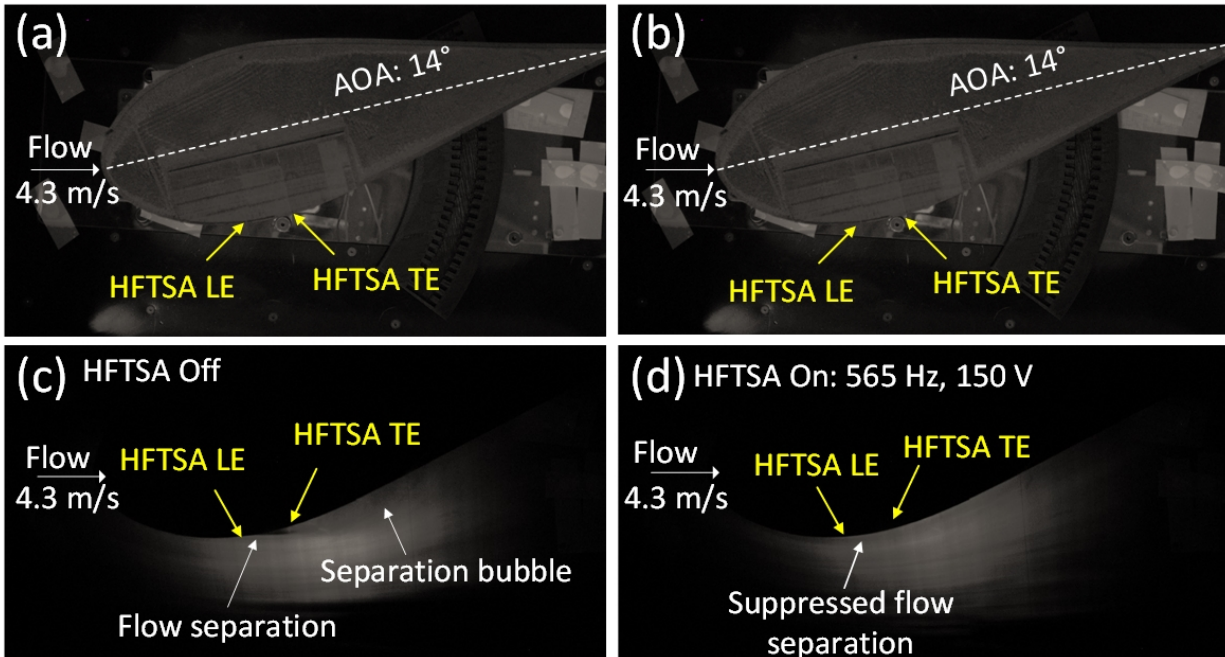 (a)
AOA: 14°
Flow
4.3 m/s
HFTSA LE
HFTSA TE
(b)
AOA: 14°
Flow
4.3 m/s
HFTSA LE
HFTSA TE
(c) HFTSA Off
HFTSA TE
HFTSA LE
Flow
4.3 m/s
Separation bubble
Flow separation
(d) HFTSA On: 565 Hz, 150 V
HFTSA TE
HFTSA LE
Flow
4.3 m/s
Suppressed flow
separation